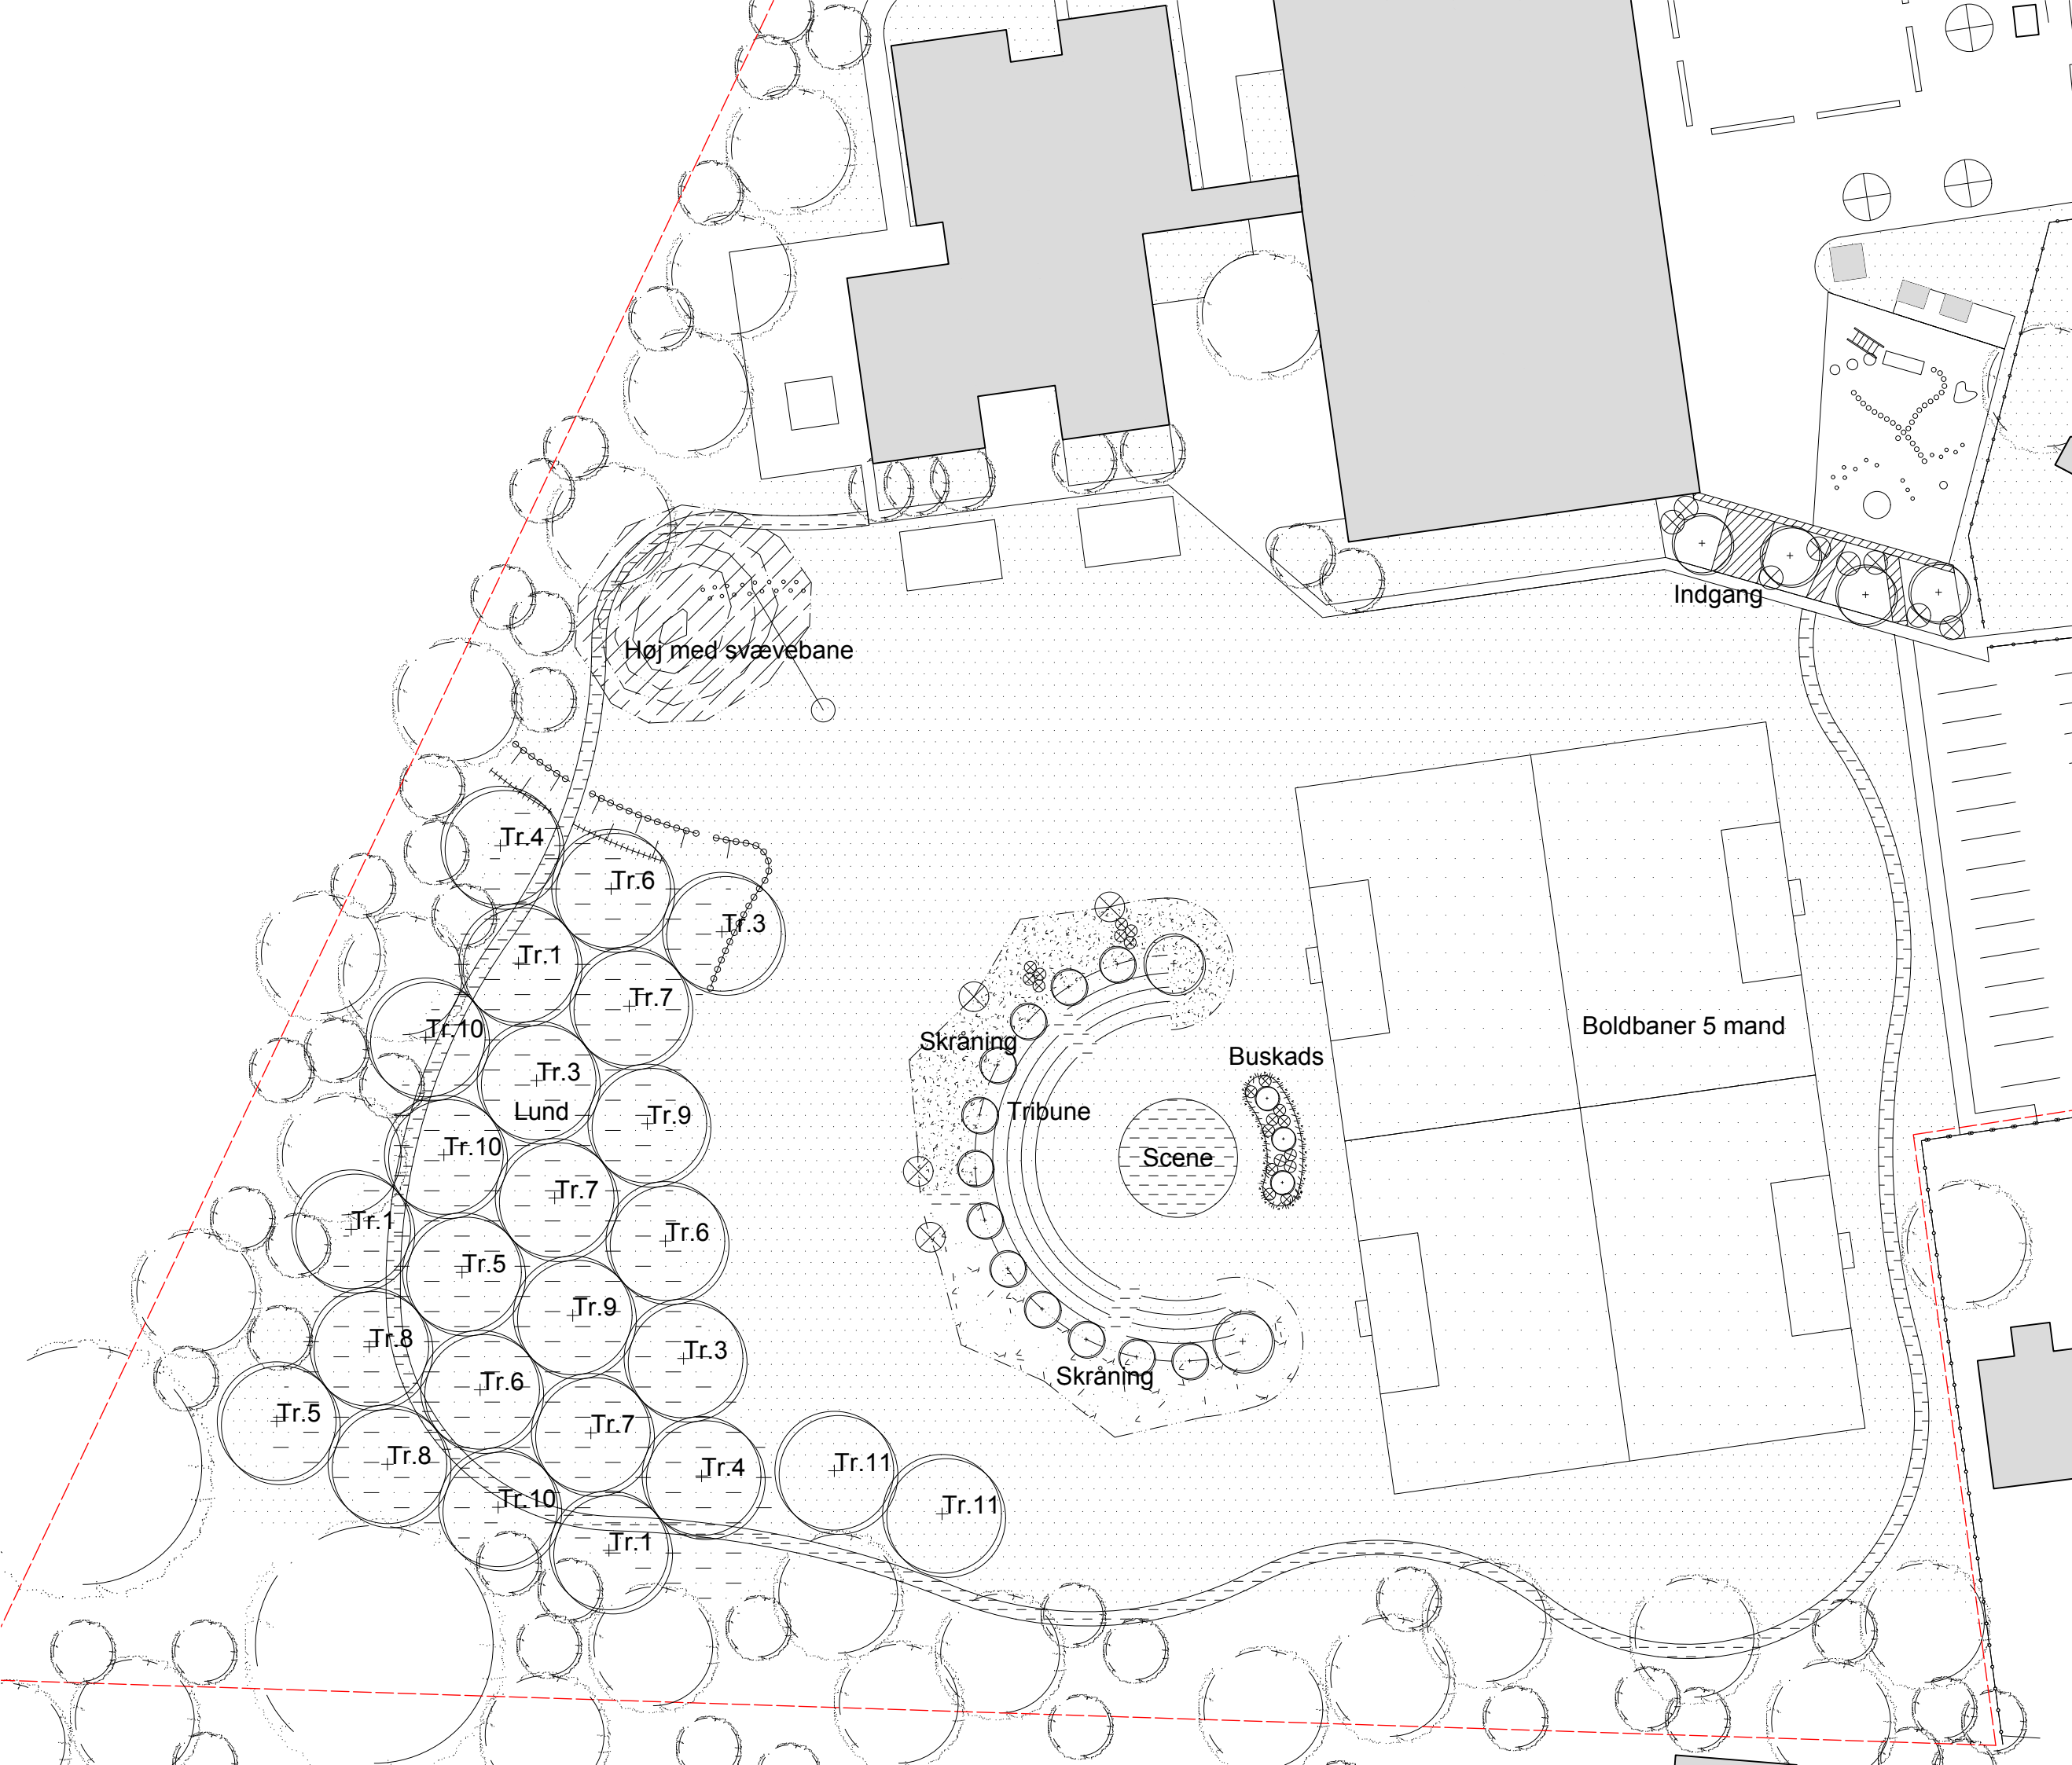 Indgang
Høj med svævebane
Tr.4
Tr.6
Tr.3
Tr.1
Tr.7
Boldbaner 5 mand
Tr.10
Skråning
Buskads
Tr.3
Lund
Tribune
Tr.9
Tr.10
Scene
Tr.7
Tr.1
Tr.6
Tr.5
Tr.9
Tr.8
Tr.3
Skråning
Tr.6
Tr.5
Tr.7
Tr.8
Tr.4
Tr.11
Tr.10
Tr.11
Tr.1